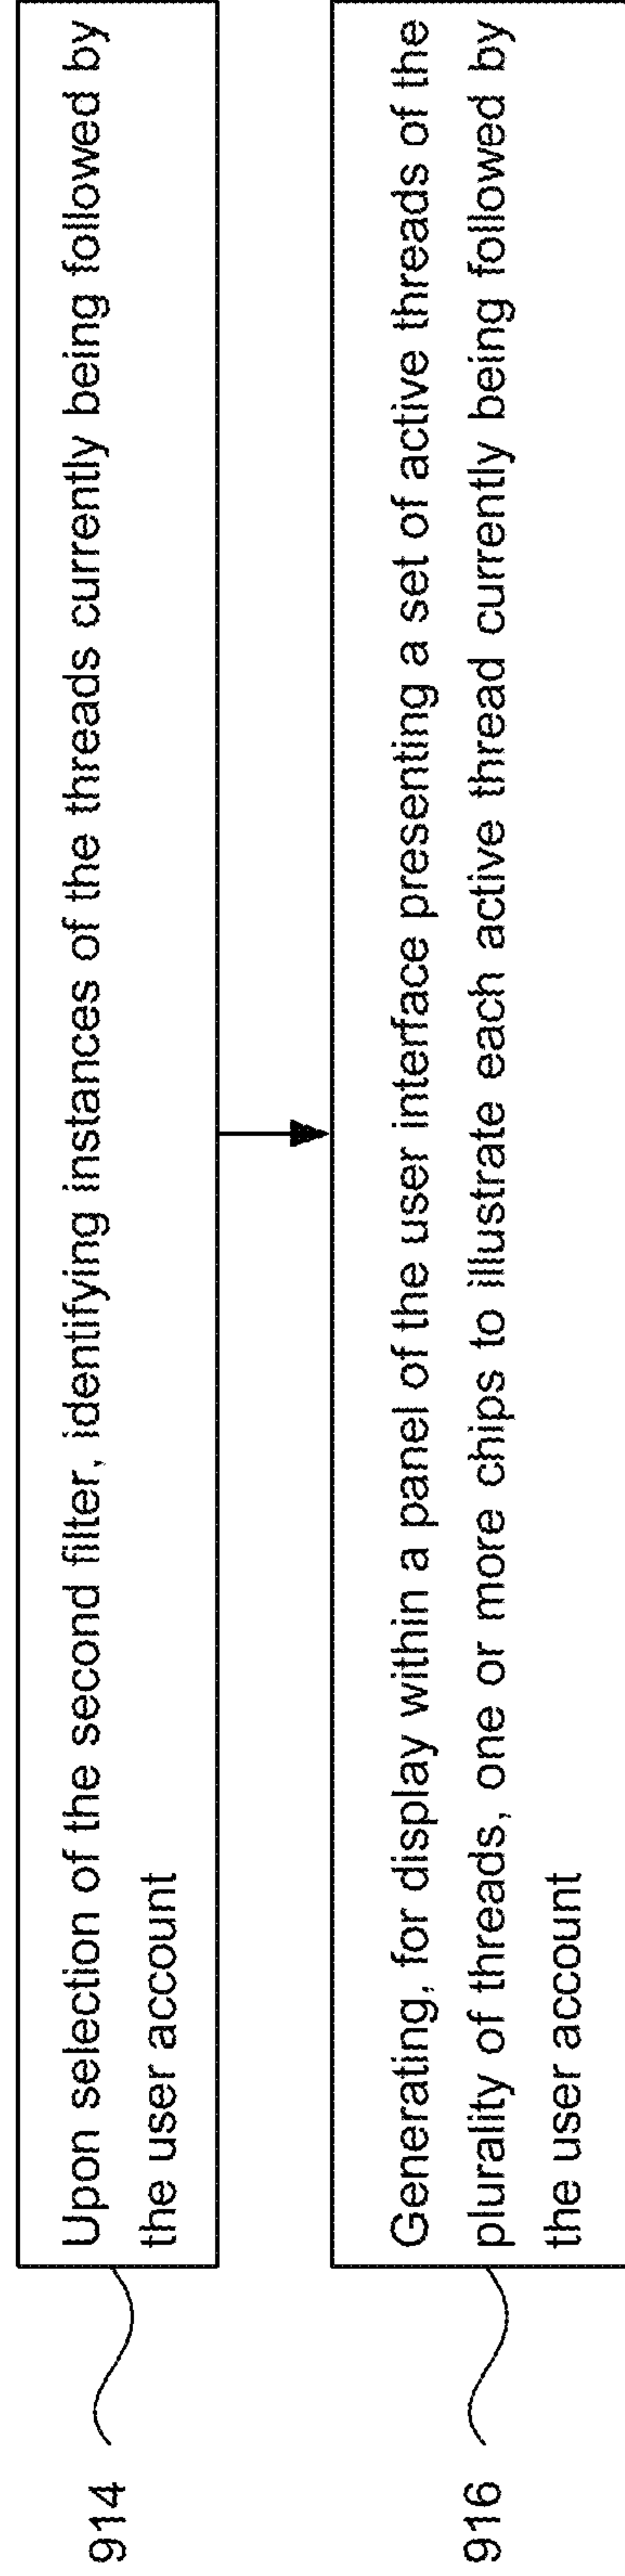 914
Upon selection of the second filter, identifying instances of the threads currently being followed by
the user account
916
Generating, for display within a panel of the user interface presenting a set of active threads of the
plurality of threads, one or more chips to illustrate each active thread currently being followed by
the user account